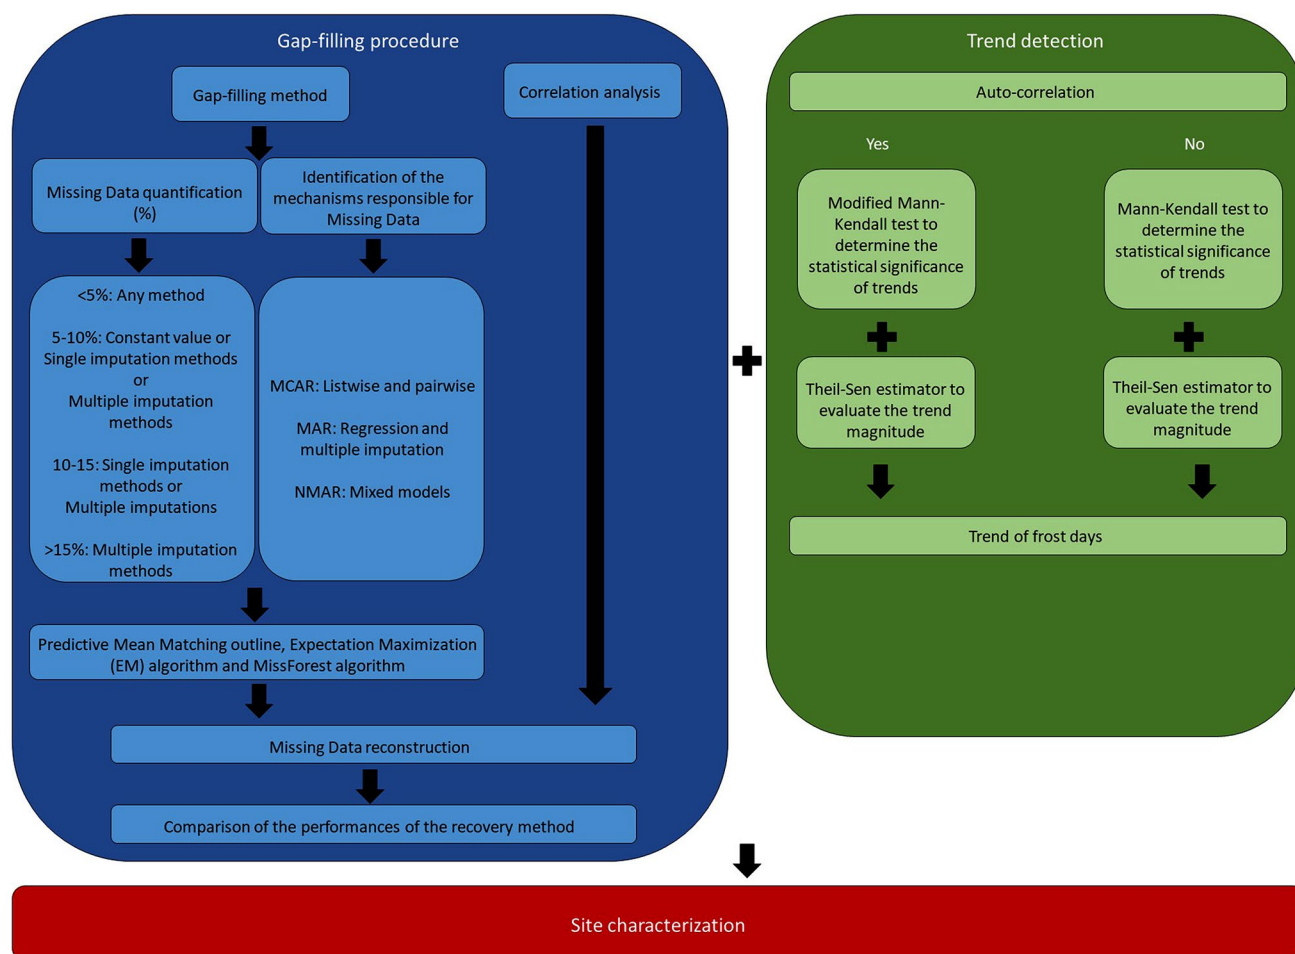 Gap-filling procedure
Gap-filling method
Correlation analysis
Missing Data quantification
(%)
Identification of the
mechanisms responsible for
Missing Data
<5%: Any method
5-10%: Constant value or
Single imputation methods
or
Multiple imputation
methods
10-15: Single imputation
methods or
Multiple imputations
>15%: Multiple imputation
methods
MCAR: Listwise and pairwise
MAR: Regression and
multiple imputation
NMAR: Mixed models
Predictive Mean Matching outline, Expectation Maximization
(EM) algorithm and MissForest algorithm
Missing Data reconstruction
Comparison of the performances of the recovery method
Trend detection
Auto-correlation
Yes
No
Modified Mann-
Kendall test to
determine the
statistical significance
of trends
Mann-Kendall test to
determine the
statistical significance
of trends
Theil-Sen estimator to
evaluate the trend
magnitude
Theil-Sen estimator to
evaluate the trend
magnitude
Trend of frost days
Site characterization